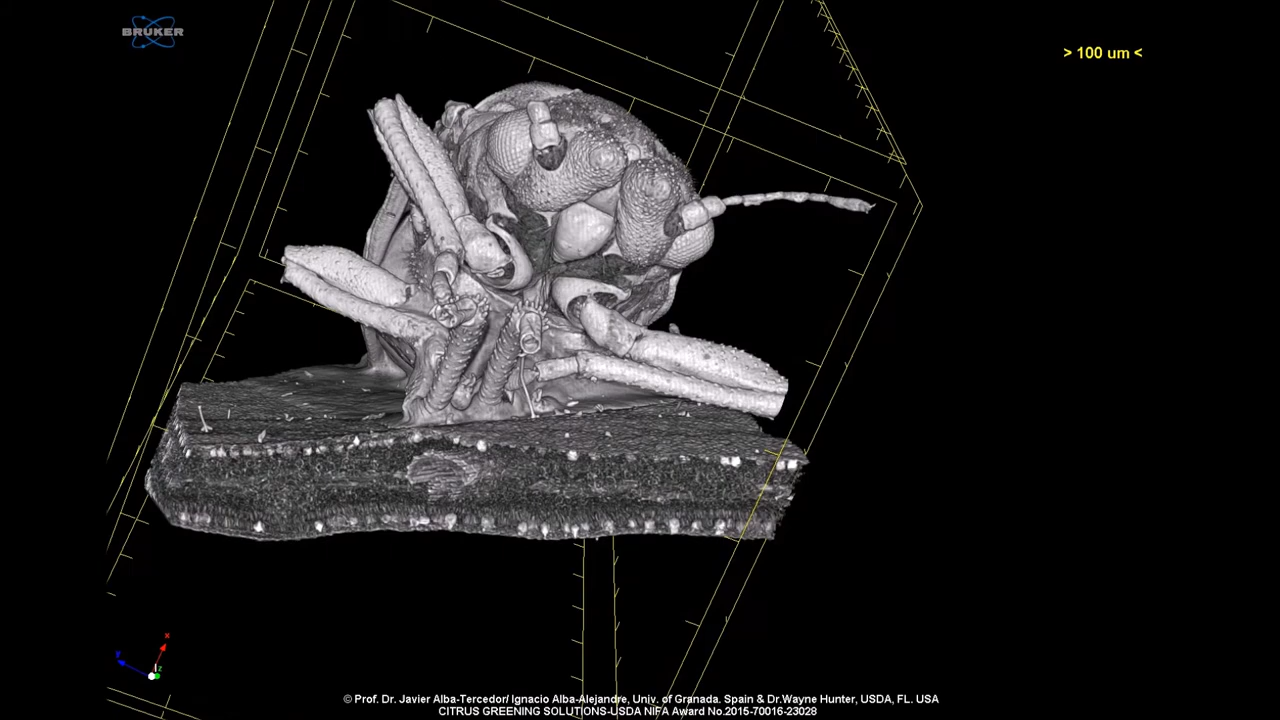 BRUKER
> 100 um <
x
y
z
© Prof. Dr. Javier Alba-Tercedor/ Ignacio Alba-Alejandre, Univ. of Granada. Spain & Dr.Wayne Hunter, USDA, FL. USA
CITRUS GREENING SOLUTIONS-USDA NIFA Award No.2015-70016-23028